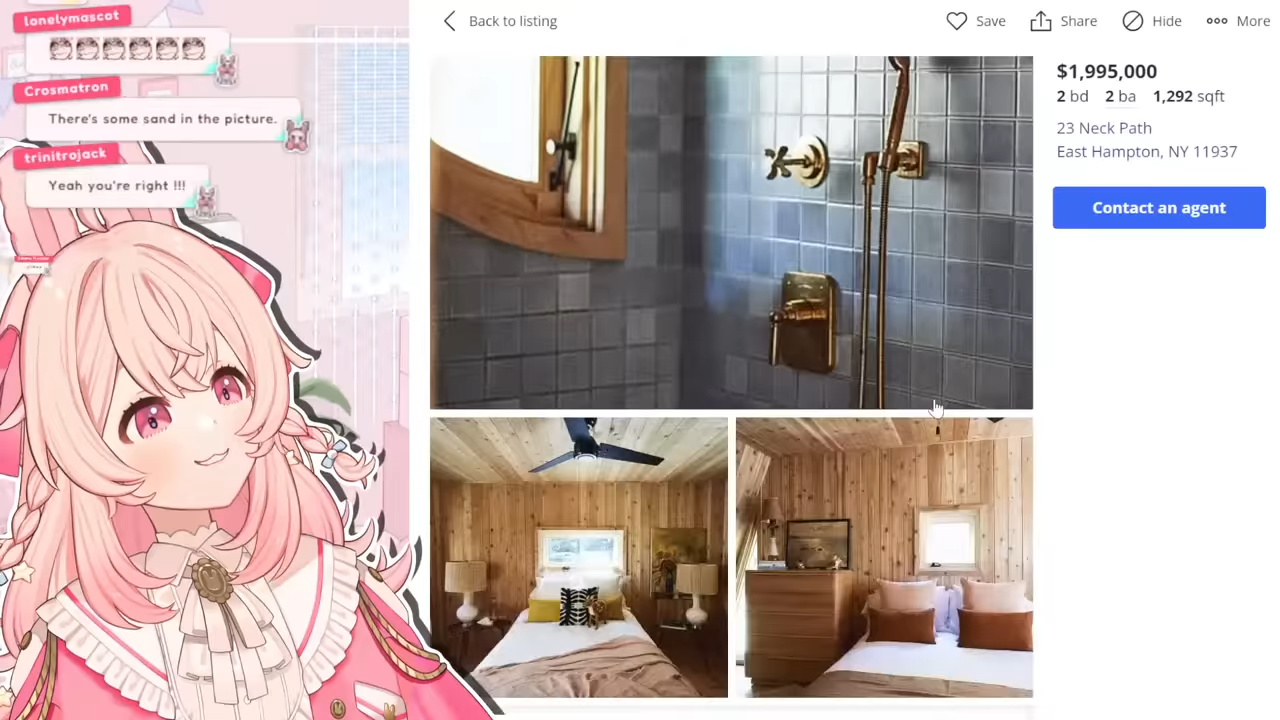 lonelymascot
Crosmatron
There's some sand in the picture.
trinitrojack
Yeah you're right !!!
Back to listing
Save
Share
Hide
More
$1,995,000
2 bd 2 ba 1,292 sqft
23 Neck Path
East Hampton, NY 11937
Contact an agent